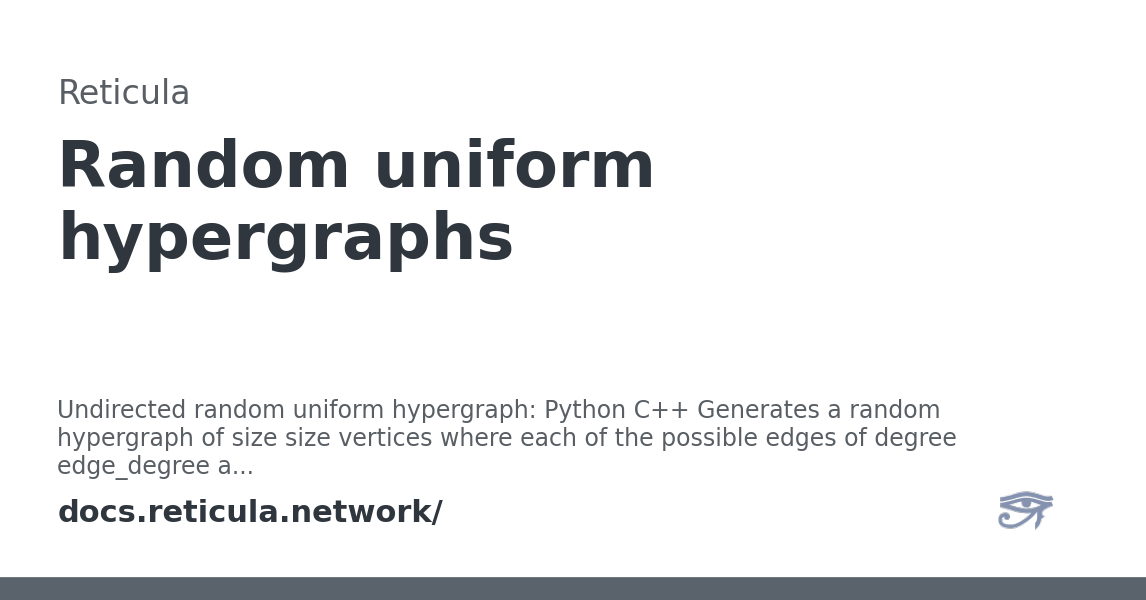 Reticula
Random uniform
hypergraphs
Undirected random uniform hypergraph: Python C++ Generates a random
hypergraph of size size vertices where each of the possible edges of degree
edge_degree a...
docs.reticula.network/